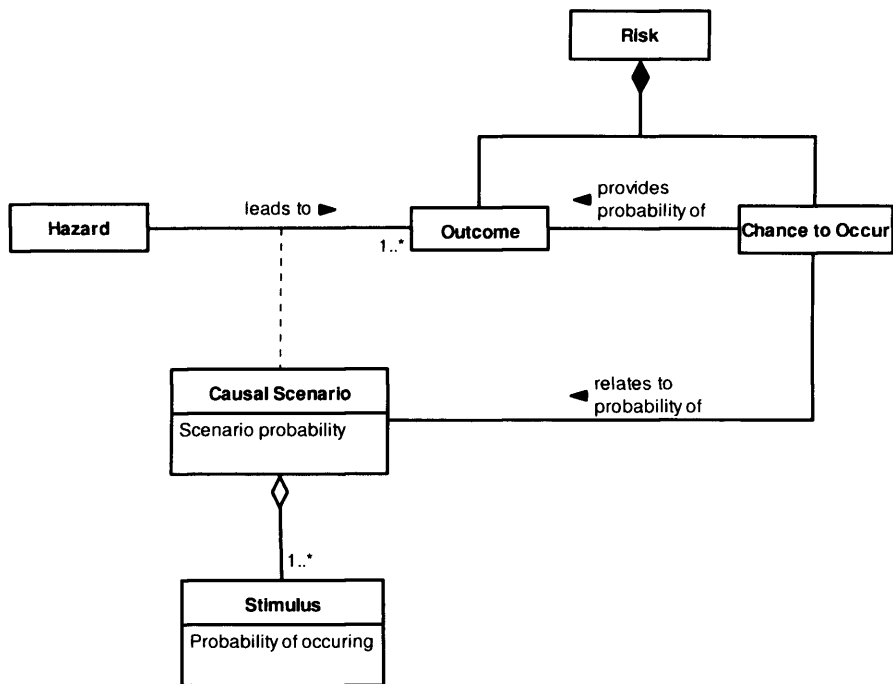 Risk
leads to ►
◄ provides
probability of
Hazard
1..*
Outcome
Chance to Occur
Causal Scenario
Scenario probability
◄ relates to
probability of
1..*
Stimulus
Probability of occuring